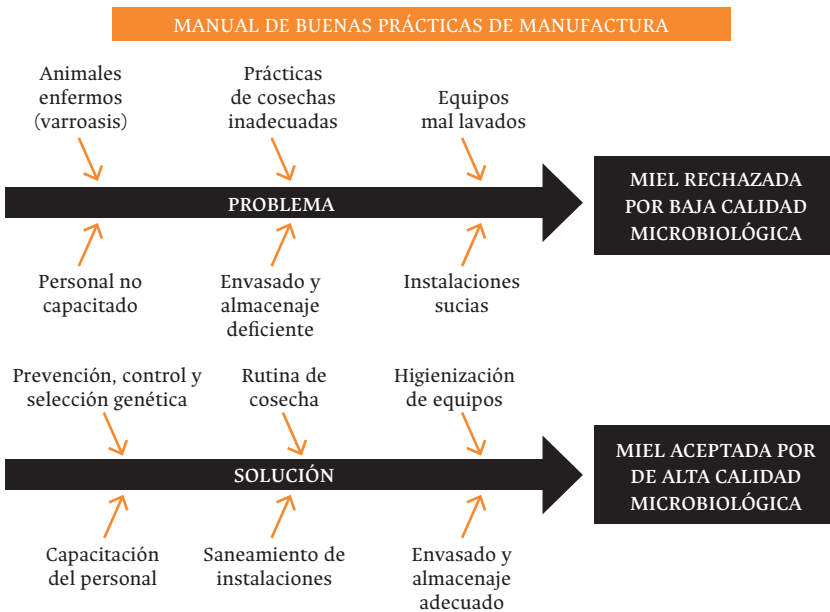 MANUAL DE BUENAS PRÁCTICAS DE MANUFACTURA
Animales
enfermos
(varroasis)
Prácticas
de cosechas
inadecuadas
Equipos
mal lavados
PROBLEMA
MIEL RECHAZADA
POR BAJA CALIDAD
MICROBIOLÓGICA
Personal no
capacitado
Envasado y
almacenaje
deficiente
Instalaciones
sucias
Prevención, control y
selección genética
Rutina de
cosecha
Higienización
de equipos
SOLUCIÓN
MIEL ACEPTADA POR
DE ALTA CALIDAD
MICROBIOLÓGICA
Capacitación
del personal
Saneamiento de
instalaciones
Envasado y
almacenaje
adecuado